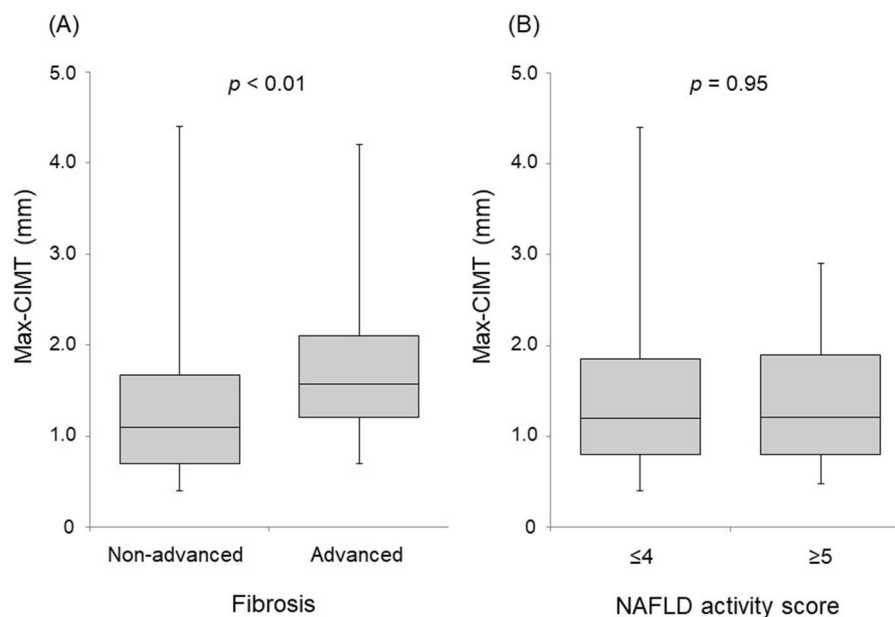 (A)
p < 0.01
5.0
4.0
3.0
2.0
1.0
0
Max-CIMT (mm)
Non-advanced Advanced
Fibrosis
(B)
p = 0.95
5.0
4.0
3.0
2.0
1.0
0
Max-CIMT (mm)
≤4 ≥5
NAFLD activity score